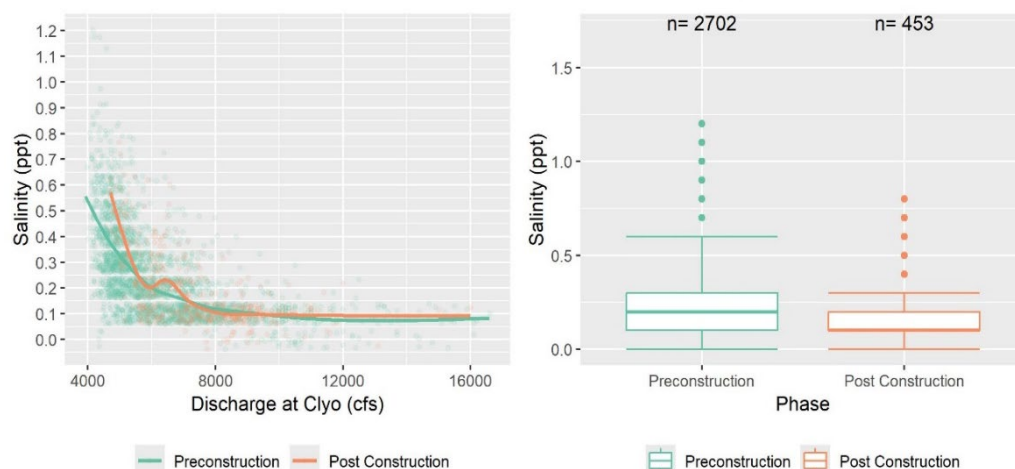 1.2
1.1
1.0
0.9
0.8
0.7
0.6
0.5
0.4
0.3
0.2
0.1
0.0
Salinity (ppt)
4000 8000 12000 16000
Discharge at Clyo (cfs)
Preconstruction Post Construction
n= 2702 n= 453
1.5
1.0
0.5
0.0
Salinity (ppt)
Preconstruction Post Construction
Phase
Preconstruction Post Construction